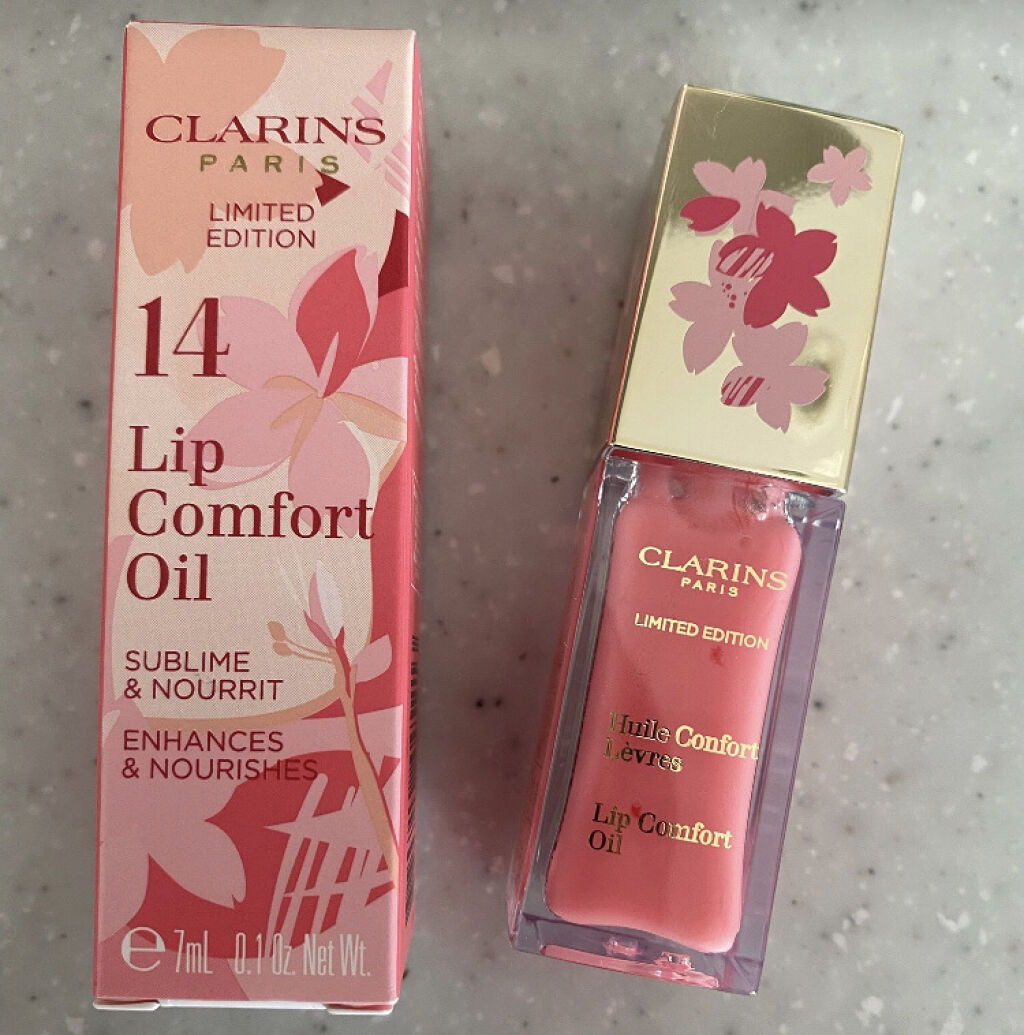 CLARINS
PARIS
LIMITED
EDITION
14
Lip
Comfort
Oil
SUBLIME
& NOURRIT
ENHANCES
& NOURISHES
e 7mL 0.1 Oz. Net Wt.
CLARINS
PARIS
LIMITED EDITION
Huile Confort
Lèvres
Lip Comfort
Oil